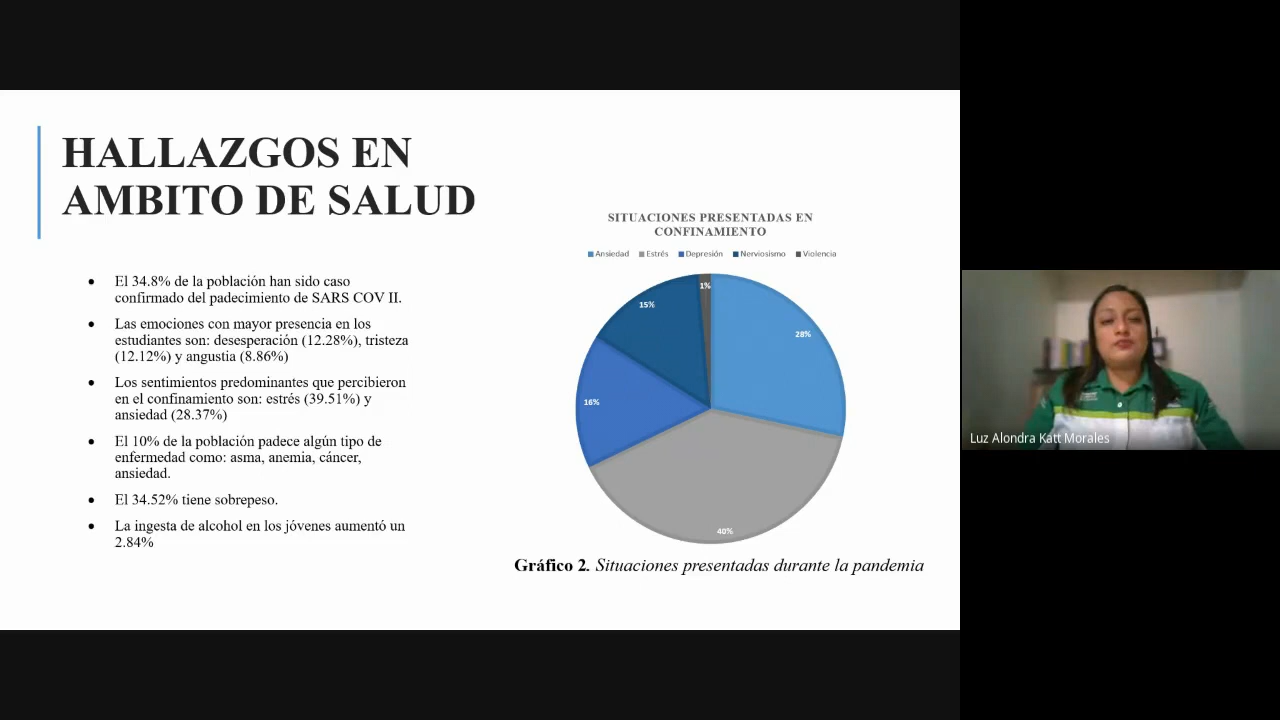 HALLAZGOS EN
AMBITO DE SALUD
• El 34.8% de la población han sido caso
confirmado del padecimiento de SARS COV II.
• Las emociones con mayor presencia en los
estudiantes son: desesperación (12.28%), tristeza
(12.12%) y angustia (8.86%)
• Los sentimientos predominantes que percibieron
en el confinamiento son: estrés (39.51%) y
ansiedad (28.37%)
• El 10% de la población padece algún tipo de
enfermedad como: asma, anemia, cáncer,
ansiedad.
• El 34.52% tiene sobrepeso.
• La ingesta de alcohol en los jóvenes aumentó un
2.84%
SITUACIONES PRESENTADAS EN
CONFINAMIENTO
Ansiedad Estrés Depresión Nerviosismo Violencia
1%
15%
28%
16%
40%
Gráfico 2. Situaciones presentadas durante la pandemia
Luz Alondra Katt Morales